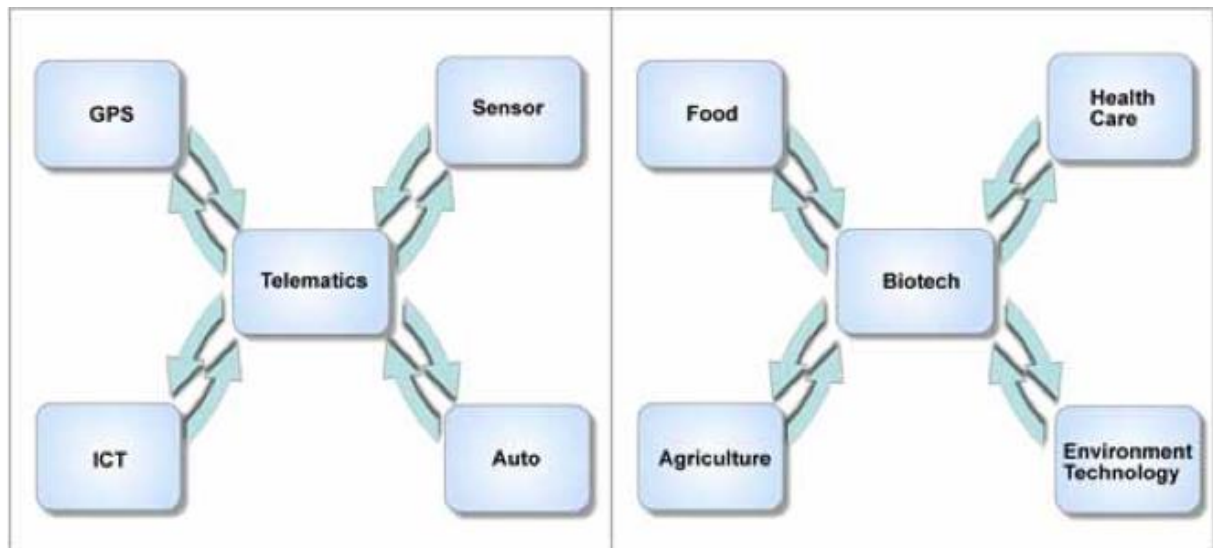 GPS
Sensor
Telematics
ICT
Auto
Food
Health
Care
Biotech
Agriculture
Environment
Technology